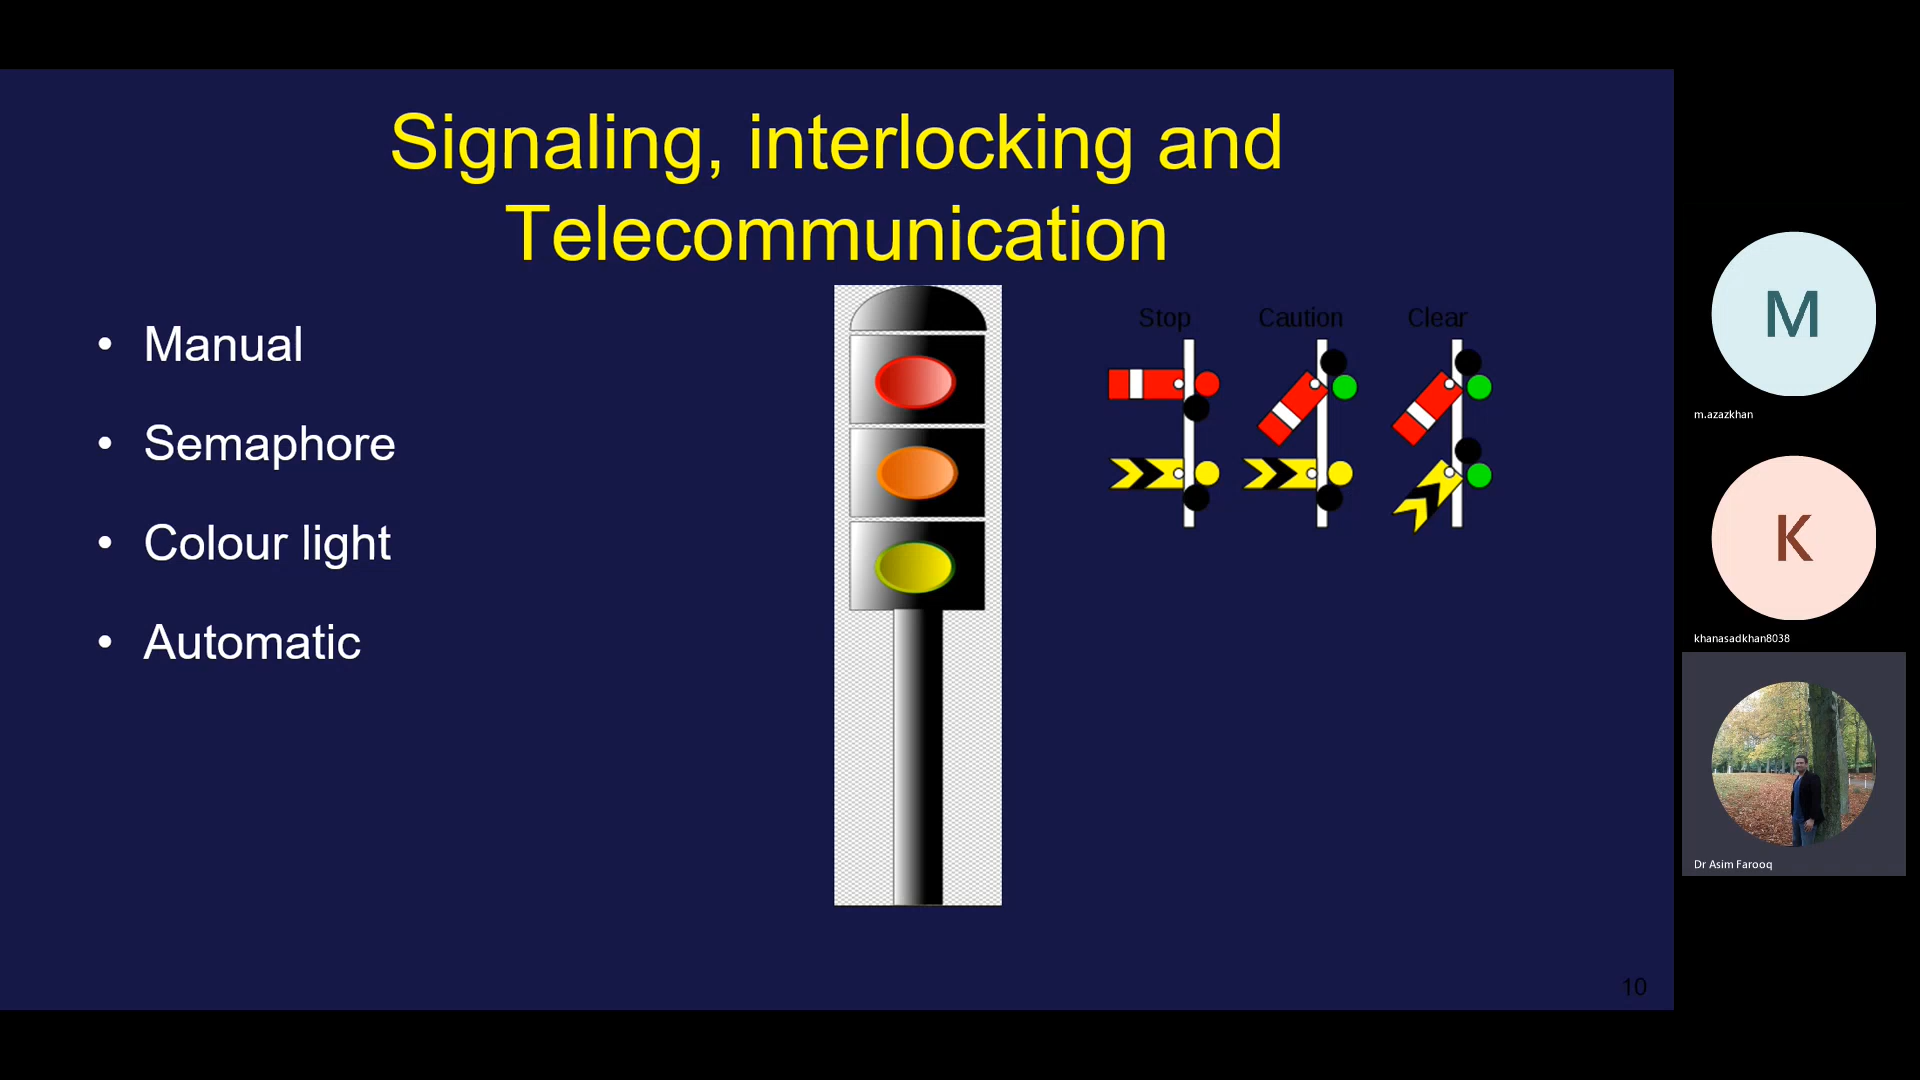 Signaling, interlocking and
Telecommunication
• Manual
• Semaphore
• Colour light
• Automatic
Stop Caution Clear
10
M
m.azazkhan
K
khanasadkhan8038
Dr Asim Farooq